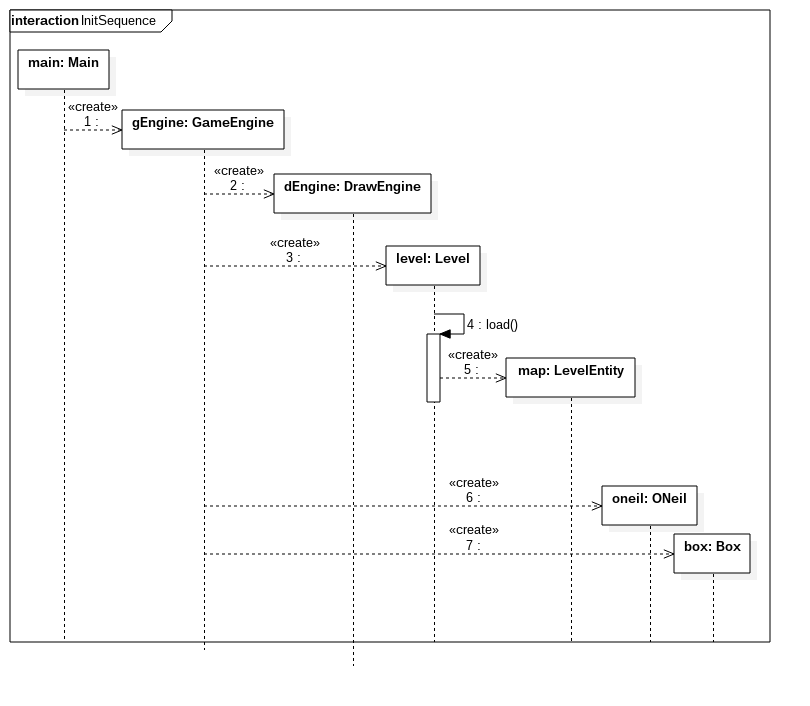 interaction InitSequence
main: Main
«create»
1 :
gEngine: GameEngine
«create»
2 :
dEngine: DrawEngine
«create»
3 :
level: Level
4 : load()
«create»
5 :
map: LevelEntity
«create»
6 :
oneil: ONeil
«create»
7 :
box: Box